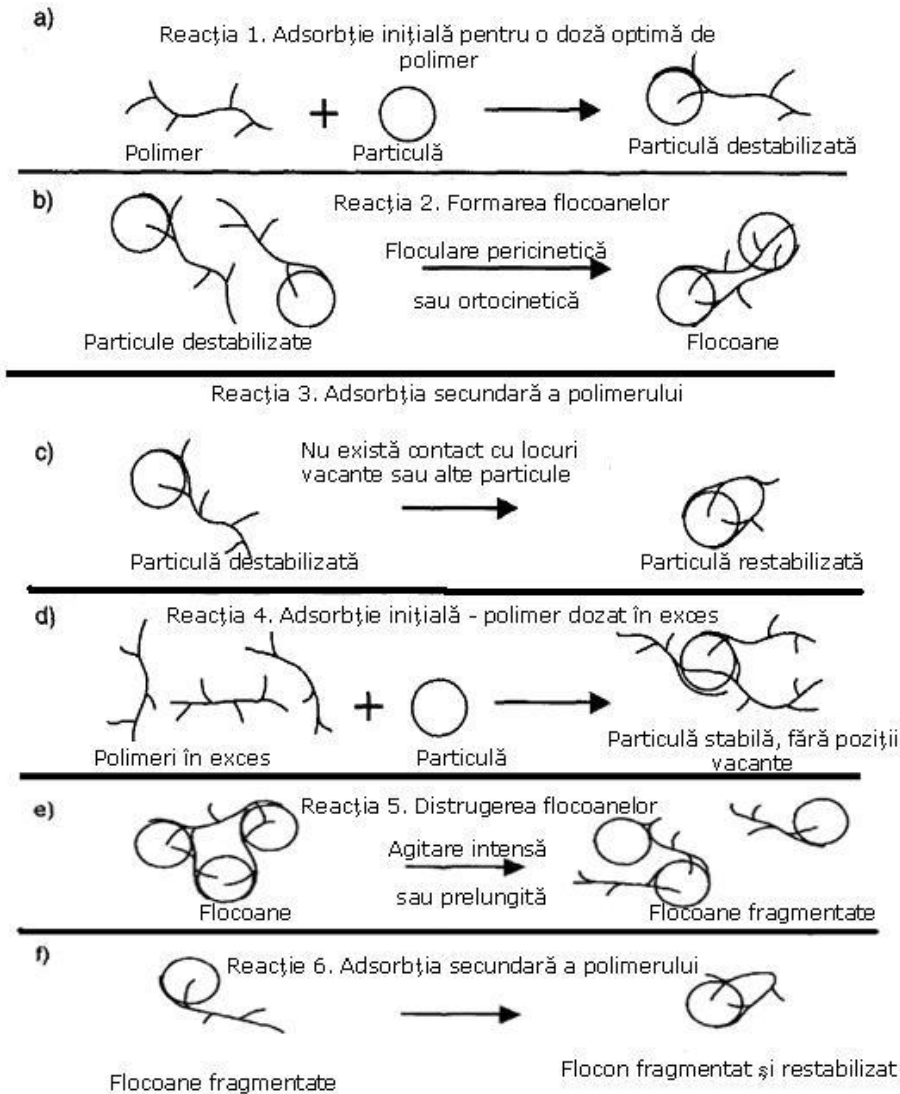 a)
Reacția 1. Adsorbție inițială pentru o doză optimă de
polimer
Polimer
Particulă
Particulă destabilizată
b)
Reacția 2. Formarea flocoanelor
Floculare pericinetică
sau ortocinetică
Particule destabilizate
Flocoane
Reacția 3. Adsorbția secundară a polimerului
c)
Nu există contact cu locuri
vacante sau alte particule
Particulă destabilizată
Particulă restabilizată
d)
Reacția 4. Adsorbție inițială - polimer dozat în exces
Polimeri în exces
Particulă
Particulă stabilă, fără poziții
vacante
e)
Reacția 5. Distrugerea flocoanelor
Agitare intensă
sau prelungită
Flocoane
Flocoane fragmentate
f)
Reacție 6. Adsorbția secundară a polimerului
Flocoane fragmentate
Flocon fragmentat și restabilizat